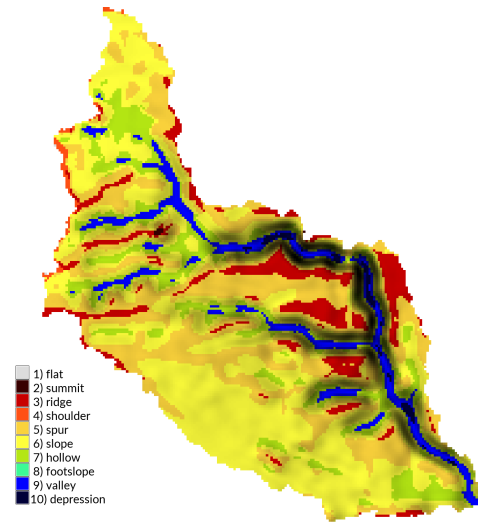 1) flat
2) summit
3) ridge
4) shoulder
5) spur
6) slope
7) hollow
8) footslope
9) valley
10) depression